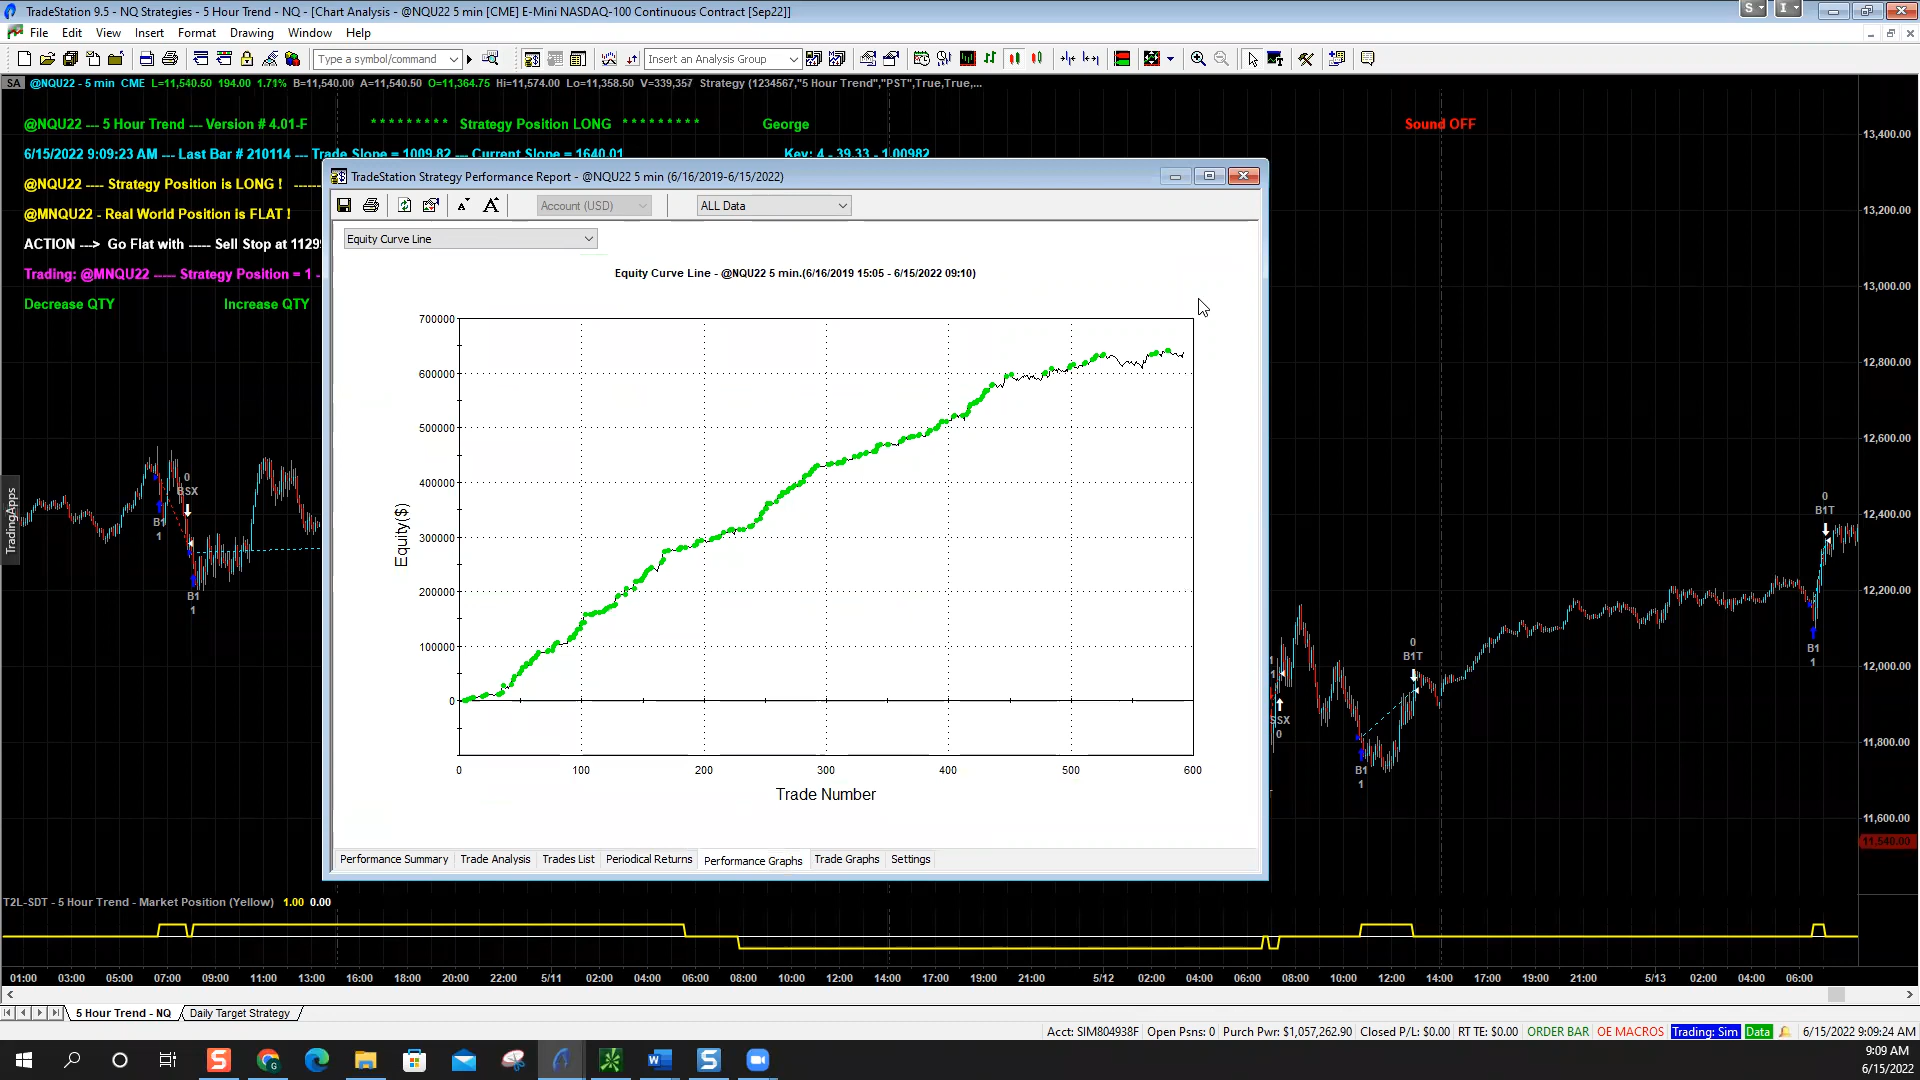 TradeStation 9.5 - NQ Strategies - 5 Hour Trend - NQ - [Chart Analysis - @NQU22 5 min [CME] E-Mini NASDAQ-100 Continuous Contract [Sep22]]
S
I
File Edit View Insert Format Drawing Window Help
Type a symbol/command
Insert an Analysis Group
SA @NQU22 - 5 min CME L=11,540.50 194.00 1.71% B=11,540.00 A=11,540.50 O=11,364.75 Hi=11,574.00 Lo=11,358.50 V=339,357 Strategy (1234567,"5 Hour Trend","PST",True,True,...
@NQU22 --- 5 Hour Trend --- Version # 4.01-F * * * * * * * * * Strategy Position LONG * * * * * * * * * George
Sound OFF
6/15/2022 9:09:23 AM --- Last Bar # 210114 --- Trade Slope = 1009.82 --- Current Slope = 1640.01 Key: 4 - 39.33 - 1.00982
@NQU22 ---- Strategy Position is LONG !
@MNQU22 - Real World Position is FLAT !
ACTION ---> Go Flat with ----- Sell Stop at 1129
Trading: @MNQU22 ----- Strategy Position = 1 -
Decrease QTY Increase QTY
TradeStation Strategy Performance Report - @NQU22 5 min (6/16/2019-6/15/2022)
Account (USD)
ALL Data
Equity Curve Line
Equity Curve Line - @NQU22 5 min.(6/16/2019 15:05 - 6/15/2022 09:10)
Equity($)
700000
600000
500000
400000
300000
200000
100000
0
0 100 200 300 400 500 600
Trade Number
Performance Summary Trade Analysis Trades List Periodical Returns Performance Graphs Trade Graphs Settings
TradingApps
B1
1
0
BSX
B1
1
SSX
0
B1
1
0
B1T
B1
1
0
B1T
13,400.00
13,200.00
13,000.00
12,800.00
12,600.00
12,400.00
12,200.00
12,000.00
11,800.00
11,600.00
11,540.00
T2L-SDT - 5 Hour Trend - Market Position (Yellow) 1.00 0.00
01:00 03:00 05:00 07:00 09:00 11:00 13:00 16:00 18:00 20:00 22:00 5/11 02:00 04:00 06:00 08:00 10:00 12:00 14:00 17:00 19:00 21:00 5/12 02:00 04:00 06:00 08:00 10:00 12:00 14:00 17:00 19:00 21:00 5/13 02:00 04:00 06:00
5 Hour Trend - NQ Daily Target Strategy
Acct: SIM804938F Open Psns: 0 Purch Pwr: $1,057,262.90 Closed P/L: $0.00 RT TE: $0.00 ORDER BAR OE MACROS Trading: Sim Data 6/15/2022 9:09:24 AM
9:09 AM
6/15/2022